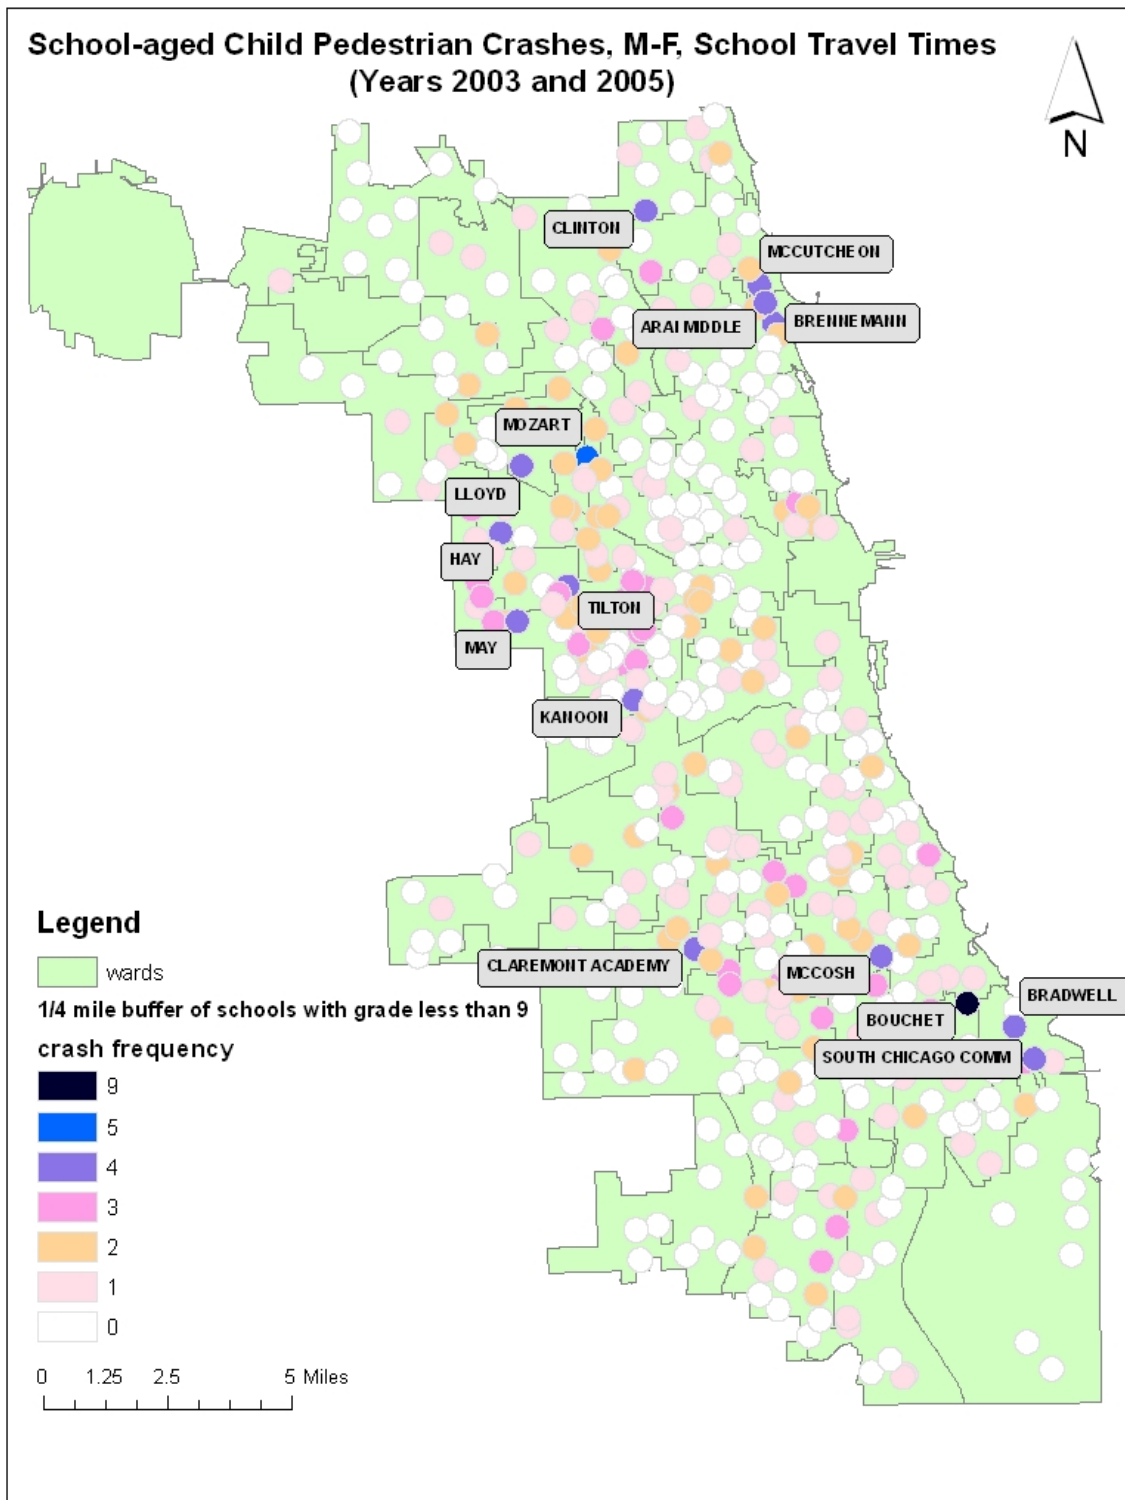 School-aged Child Pedestrian Crashes, M-F, School Travel Times
(Years 2003 and 2005)
N
CLINTON
MCCUTCHEON
ARAI MIDDLE
BRENNEMANN
MOZART
LLOYD
HAY
TILTON
MAY
KANOON
CLAREMONT ACADEMY
MCCOSH
BRADWELL
BOUCHET
SOUTH CHICAGO COMM
Legend
wards
1/4 mile buffer of schools with grade less than 9
crash frequency
9
5
4
3
2
1
0
0 1.25 2.5 5 Miles